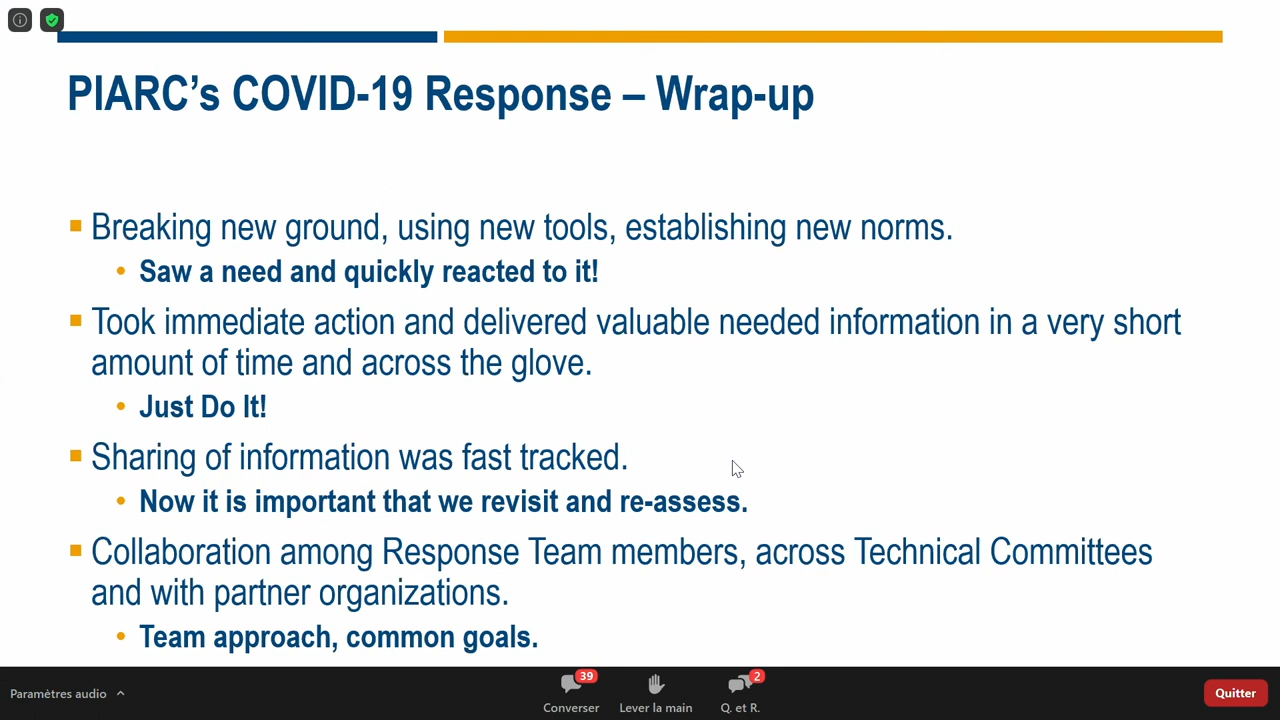 PIARC’s COVID-19 Response – Wrap-up
Breaking new ground, using new tools, establishing new norms.
Saw a need and quickly reacted to it!
Took immediate action and delivered valuable needed information in a very short
amount of time and across the glove.
Just Do It!
Sharing of information was fast tracked.
Now it is important that we revisit and re-assess.
Collaboration among Response Team members, across Technical Committees
and with partner organizations.
Team approach, common goals.
39
2
Paramètres audio
Converser
Lever la main
Q. et R.
Quitter